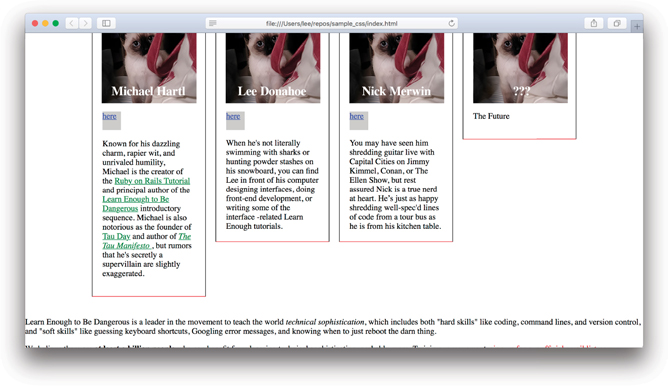 file:///Users/lee/repos/sample_css/index.html
Michael Hartl
Lee Donahoe
Nick Merwin
???
here
here
here
The Future
Known for his dazzling
charm, rapier wit, and
unrivaled humility,
Michael is the creator of
the Ruby on Rails Tutorial
and principal author of the
Learn Enough to Be
Dangerous introductory
sequence. Michael is also
notorious as the founder of
Tau Day and author of The
Tau Manifesto , but rumors
that he's secretly a
supervillain are slightly
exaggerated.
When he's not literally
swimming with sharks or
hunting powder stashes on
his snowboard, you can find
Lee in front of his computer
designing interfaces, doing
front-end development, or
writing some of the
interface -related Learn
Enough tutorials.
You may have seen him
shredding guitar live with
Capital Cities on Jimmy
Kimmel, Conan, or The
Ellen Show, but rest
assured Nick is a true nerd
at heart. He's just as happy
shredding well-spec'd lines
of code from a tour bus as
he is from his kitchen table.
Learn Enough to Be Dangerous is a leader in the movement to teach the world technical sophistication, which includes both "hard skills" like coding, command lines, and version control,
and "soft skills" like guessing keyboard shortcuts, Googling error messages, and knowing when to just reboot the darn thing.